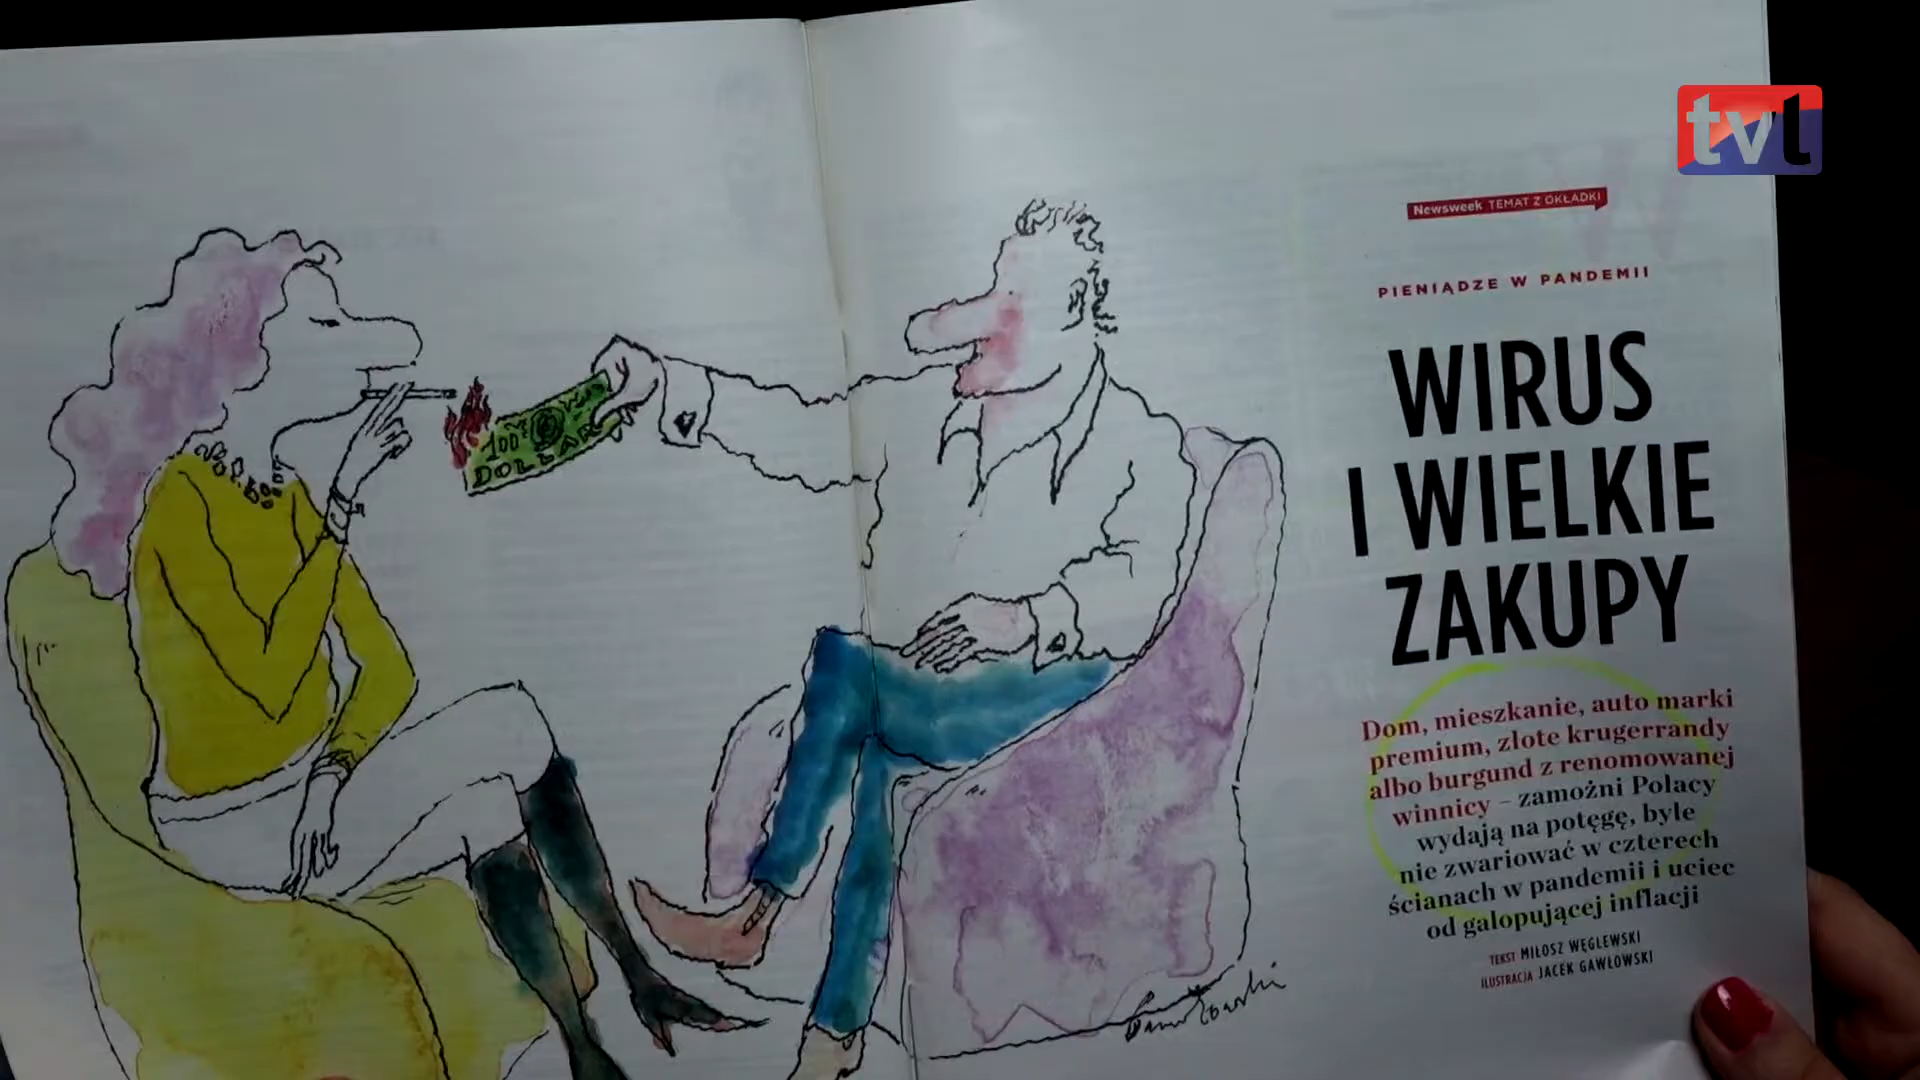 tvl
Newsweek TEMAT Z OKŁADKI
PIENIĄDZE W PANDEMII
WIRUS
I WIELKIE
ZAKUPY
Dom, mieszkanie, auto marki
premium, złote krugerrandy
albo burgund z renomowanej
winnicy – zamożni Polacy
wydają na potęgę, byle
nie zwariować w czterech
ścianach w pandemii i uciec
od galopującej inflacji
TEKST MIŁOSZ WĘGLEWSKI
ILUSTRACJA JACEK GAWŁOWSKI
100
DOLLAR